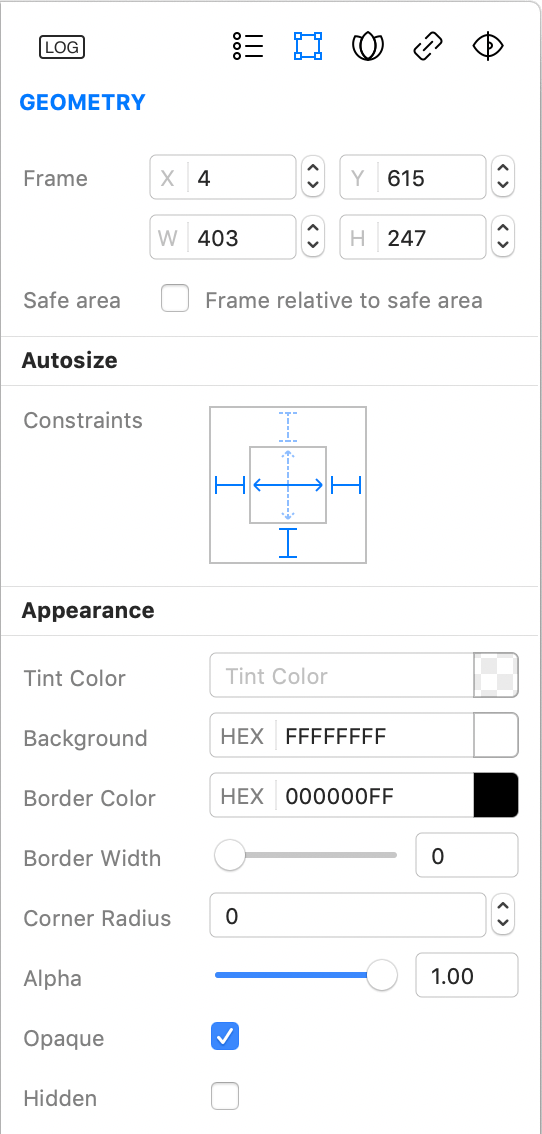 LOG
GEOMETRY
Frame X 4 Y 615
W 403 H 247
Safe area Frame relative to safe area
Autosize
Constraints
Appearance
Tint Color Tint Color
Background HEX FFFFFFFF
Border Color HEX 000000FF
Border Width 0
Corner Radius 0
Alpha 1.00
Opaque
Hidden